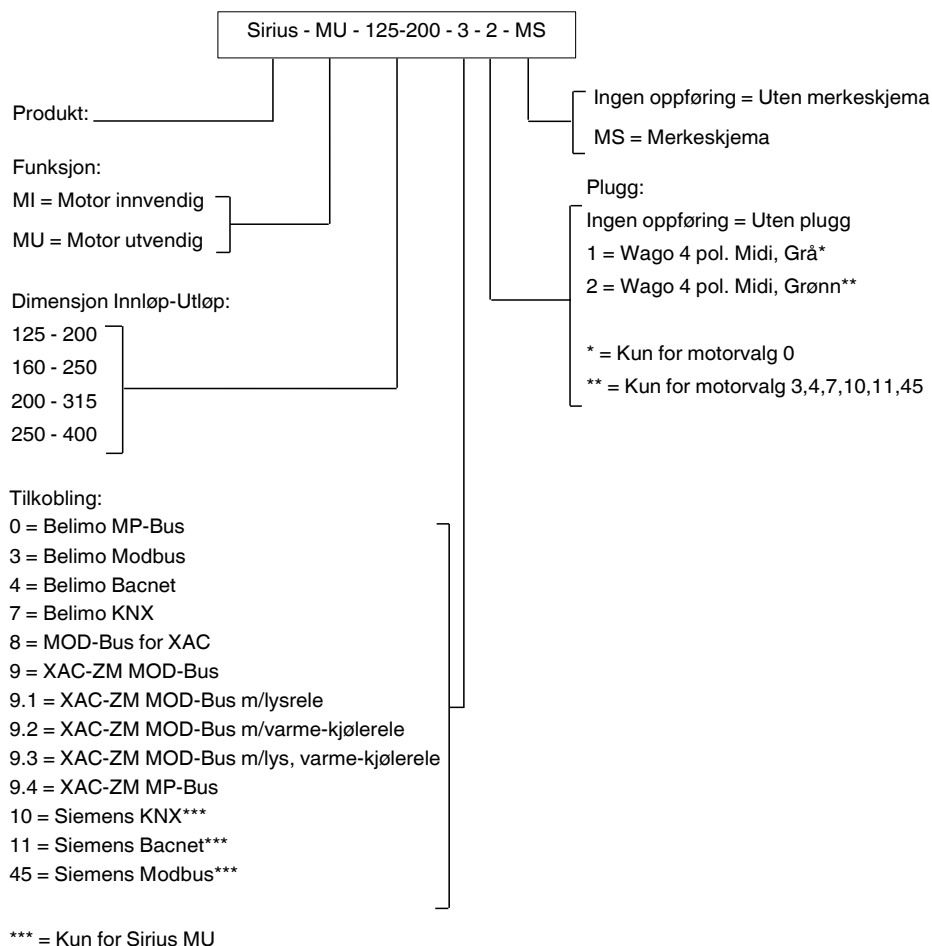 Sirius - MU - 125-200 - 3 - 2 - MS
Produkt:
Funksjon:
MI = Motor innvendig
MU = Motor utvendig
Dimensjon Innløp-Utløp:
125 - 200
160 - 250
200 - 315
250 - 400
Tilkobling:
0 = Belimo MP-Bus
3 = Belimo Modbus
4 = Belimo Bacnet
7 = Belimo KNX
8 = MOD-Bus for XAC
9 = XAC-ZM MOD-Bus
9.1 = XAC-ZM MOD-Bus m/lysrele
9.2 = XAC-ZM MOD-Bus m/varme-kjølerele
9.3 = XAC-ZM MOD-Bus m/lys, varme-kjølerele
9.4 = XAC-ZM MP-Bus
10 = Siemens KNX***
11 = Siemens Bacnet***
45 = Siemens Modbus***
*** = Kun for Sirius MU
Ingen oppføring = Uten merkeskjema
MS = Merkeskjema
Plugg:
Ingen oppføring = Uten plugg
1 = Wago 4 pol. Midi, Grå*
2 = Wago 4 pol. Midi, Grønn**
* = Kun for motorvalg 0
** = Kun for motorvalg 3,4,7,10,11,45